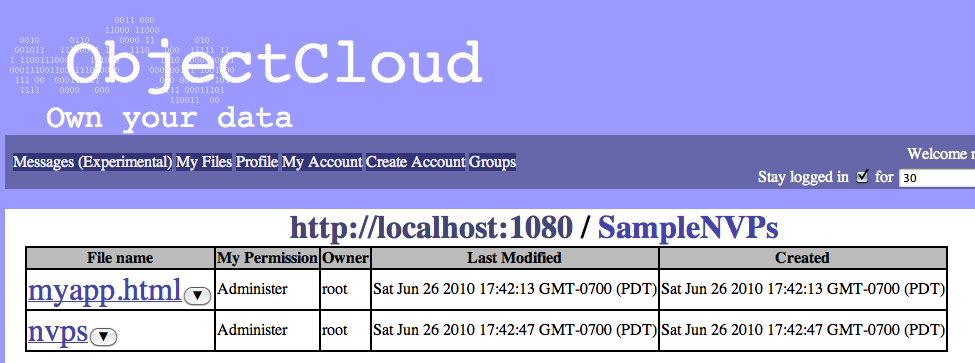 ObjectCloud
Own your data
Messages (Experimental) My Files Profile My Account Create Account Groups
Welcome
Stay logged in for 30
http://localhost:1080 / SampleNVPs
File name My Permission Owner Last Modified Created
myapp.html Administer root Sat Jun 26 2010 17:42:13 GMT-0700 (PDT) Sat Jun 26 2010 17:42:13 GMT-0700 (PDT)
nvps Administer root Sat Jun 26 2010 17:42:47 GMT-0700 (PDT) Sat Jun 26 2010 17:42:47 GMT-0700 (PDT)